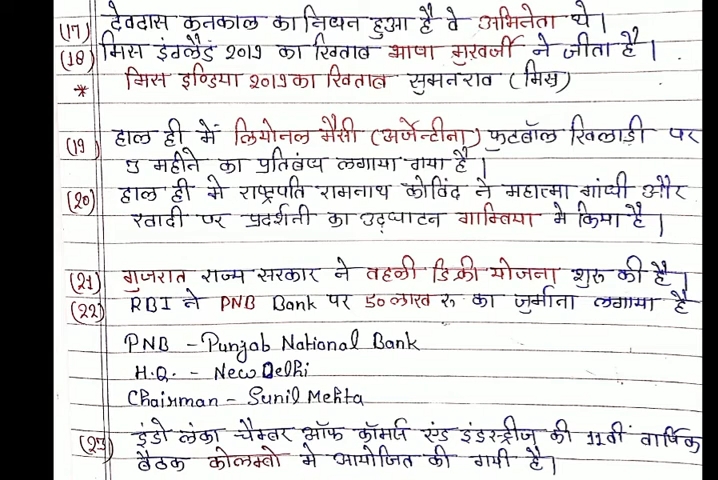 (17) देवदास कनकाल का निधन हुआ है वे अभिनेता थे।
(18) मिस इंग्लैंड 2019 का खिताब भाषा मुखर्जी ने जीता है।
* मिस इण्डिया 2019 का खिताब सुमनराव (मिस)
(19 हाल ही में लियोनल मैसी (अर्जेन्टीना) फुटबॉल खिलाड़ी पर
3 महीने का प्रतिबंध लगाया गया है।
(20) हाल ही मे राष्ट्रपति रामनाथ कोविंद ने महात्मा गांधी और
खादी पर प्रदर्शनी का उद्घाटन गाम्बिया मे किया है।
(21) गुजरात राज्य सरकार ने वहली डिक्री योजना शुरू की है।
(22) RBI ने PNB Bank पर 50 लाख रु का जुर्माना लगाया है
PNB - Punjab National Bank
H.Q. - New Delhi
Chairman - Sunil Mehta
(23) इंडो लंका चैम्बर ऑफ कॉमर्स एंड इंडस्ट्रीज की 11वीं वार्षिक
बैठक कोलम्बो मे आयोजित की गयी है।